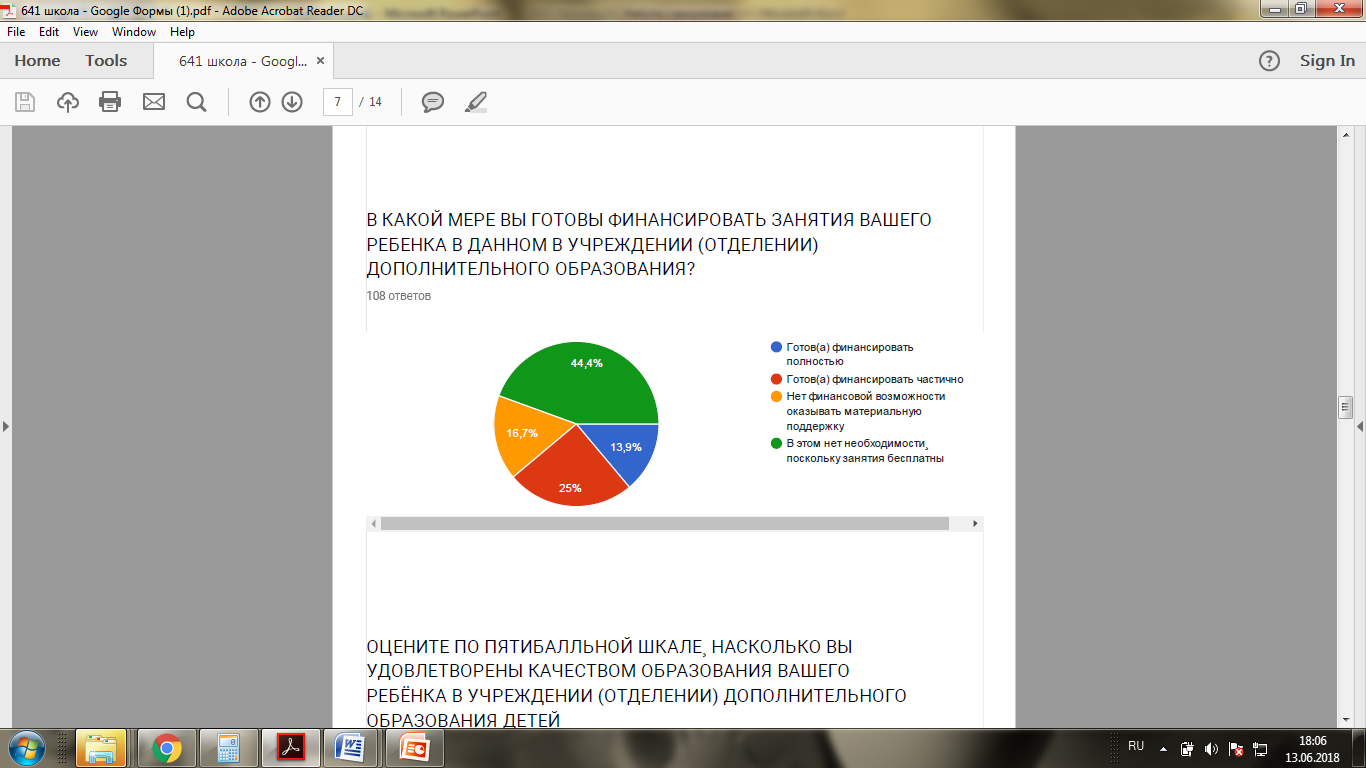 641 школа - Google Формы (1).pdf - Adobe Acrobat Reader DC
File Edit View Window Help
Home Tools 641 школа - Googl... × ? Sign In
7 / 14
В КАКОЙ МЕРЕ ВЫ ГОТОВЫ ФИНАНСИРОВАТЬ ЗАНЯТИЯ ВАШЕГО
РЕБЕНКА В ДАННОМ В УЧРЕЖДЕНИИ (ОТДЕЛЕНИИ)
ДОПОЛНИТЕЛЬНОГО ОБРАЗОВАНИЯ?
108 ответов
44,4%
16,7%
13,9%
25%
Готов(а) финансировать
полностью
Готов(а) финансировать частично
Нет финансовой возможности
оказывать материальную
поддержку
В этом нет необходимости,
поскольку занятия бесплатны
ОЦЕНИТЕ ПО ПЯТИБАЛЛЬНОЙ ШКАЛЕ, НАСКОЛЬКО ВЫ
УДОВЛЕТВОРЕНЫ КАЧЕСТВОМ ОБРАЗОВАНИЯ ВАШЕГО
РЕБЁНКА В УЧРЕЖДЕНИИ (ОТДЕЛЕНИИ) ДОПОЛНИТЕЛЬНОГО
ОБРАЗОВАНИЯ ДЕТЕЙ
RU
18:06
13.06.2018